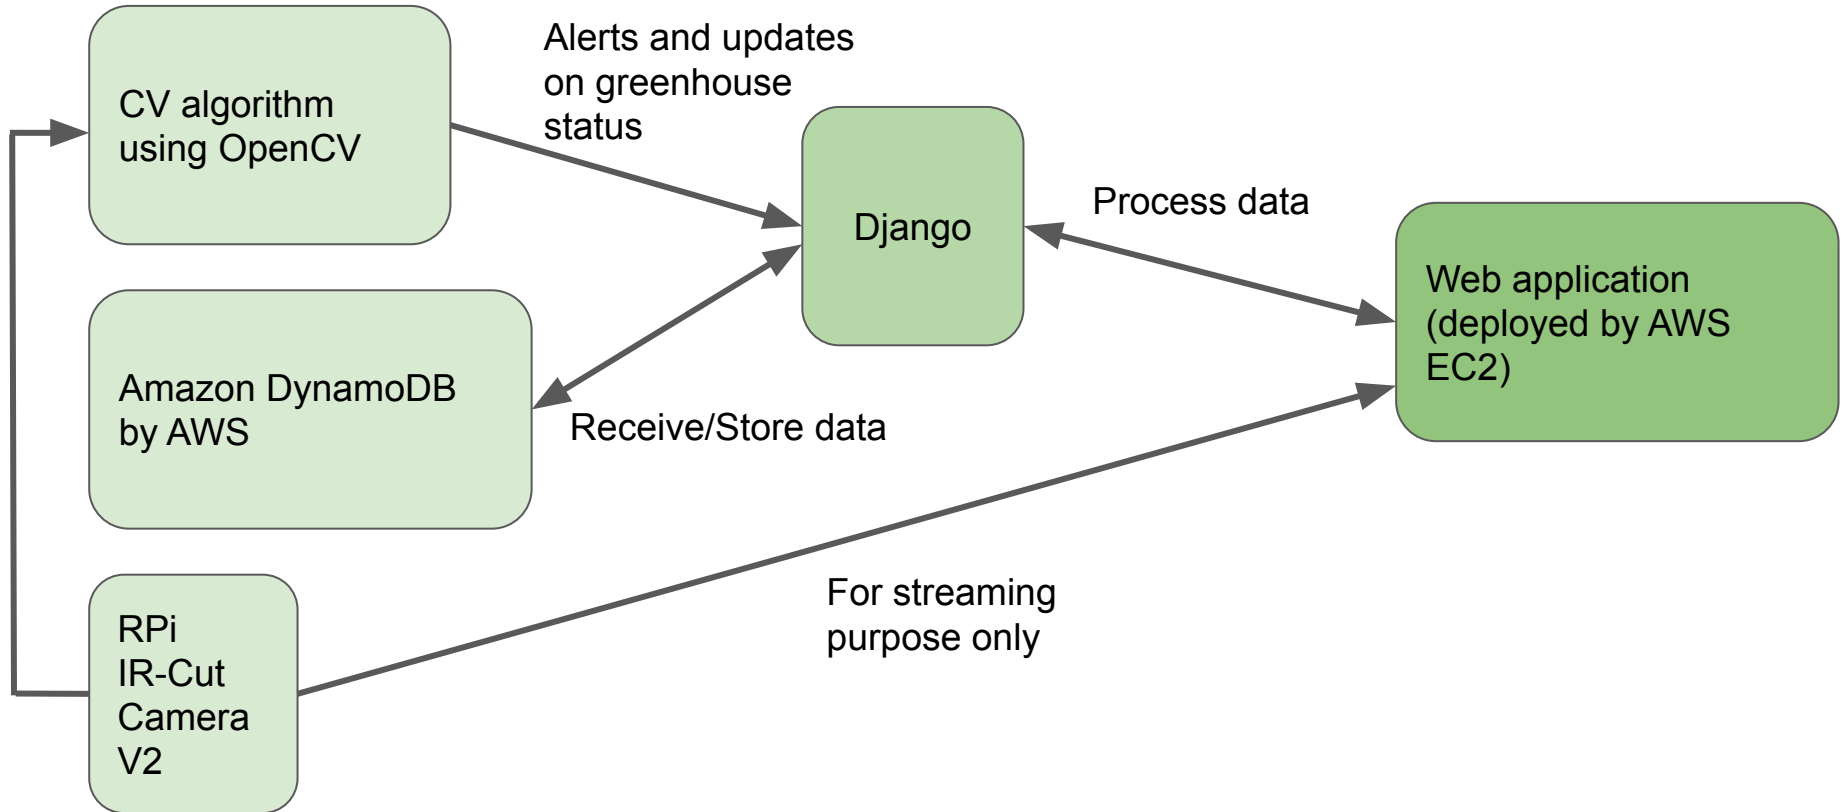 Alerts and updates
on greenhouse
status
CV algorithm
using OpenCV
Django
Process data
Web application
(deployed by AWS
EC2)
Amazon DynamoDB
by AWS
Receive/Store data
For streaming
purpose only
RPi
IR-Cut
Camera
V2